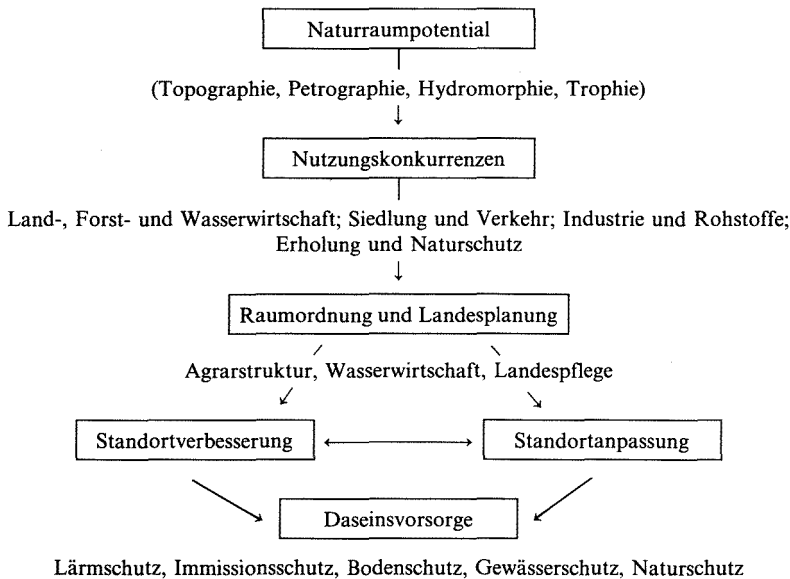 Naturraumpotential
(Topographie, Petrographie, Hydromorphie, Trophie)
Nutzungskonkurrenzen
Land-, Forst- und Wasserwirtschaft; Siedlung und Verkehr; Industrie und Rohstoffe;
Erholung und Naturschutz
Raumordnung und Landesplanung
Agrarstruktur, Wasserwirtschaft, Landespflege
Standortverbesserung
Standortanpassung
Daseinsvorsorge
Lärmschutz, Immissionsschutz, Bodenschutz, Gewässerschutz, Naturschutz